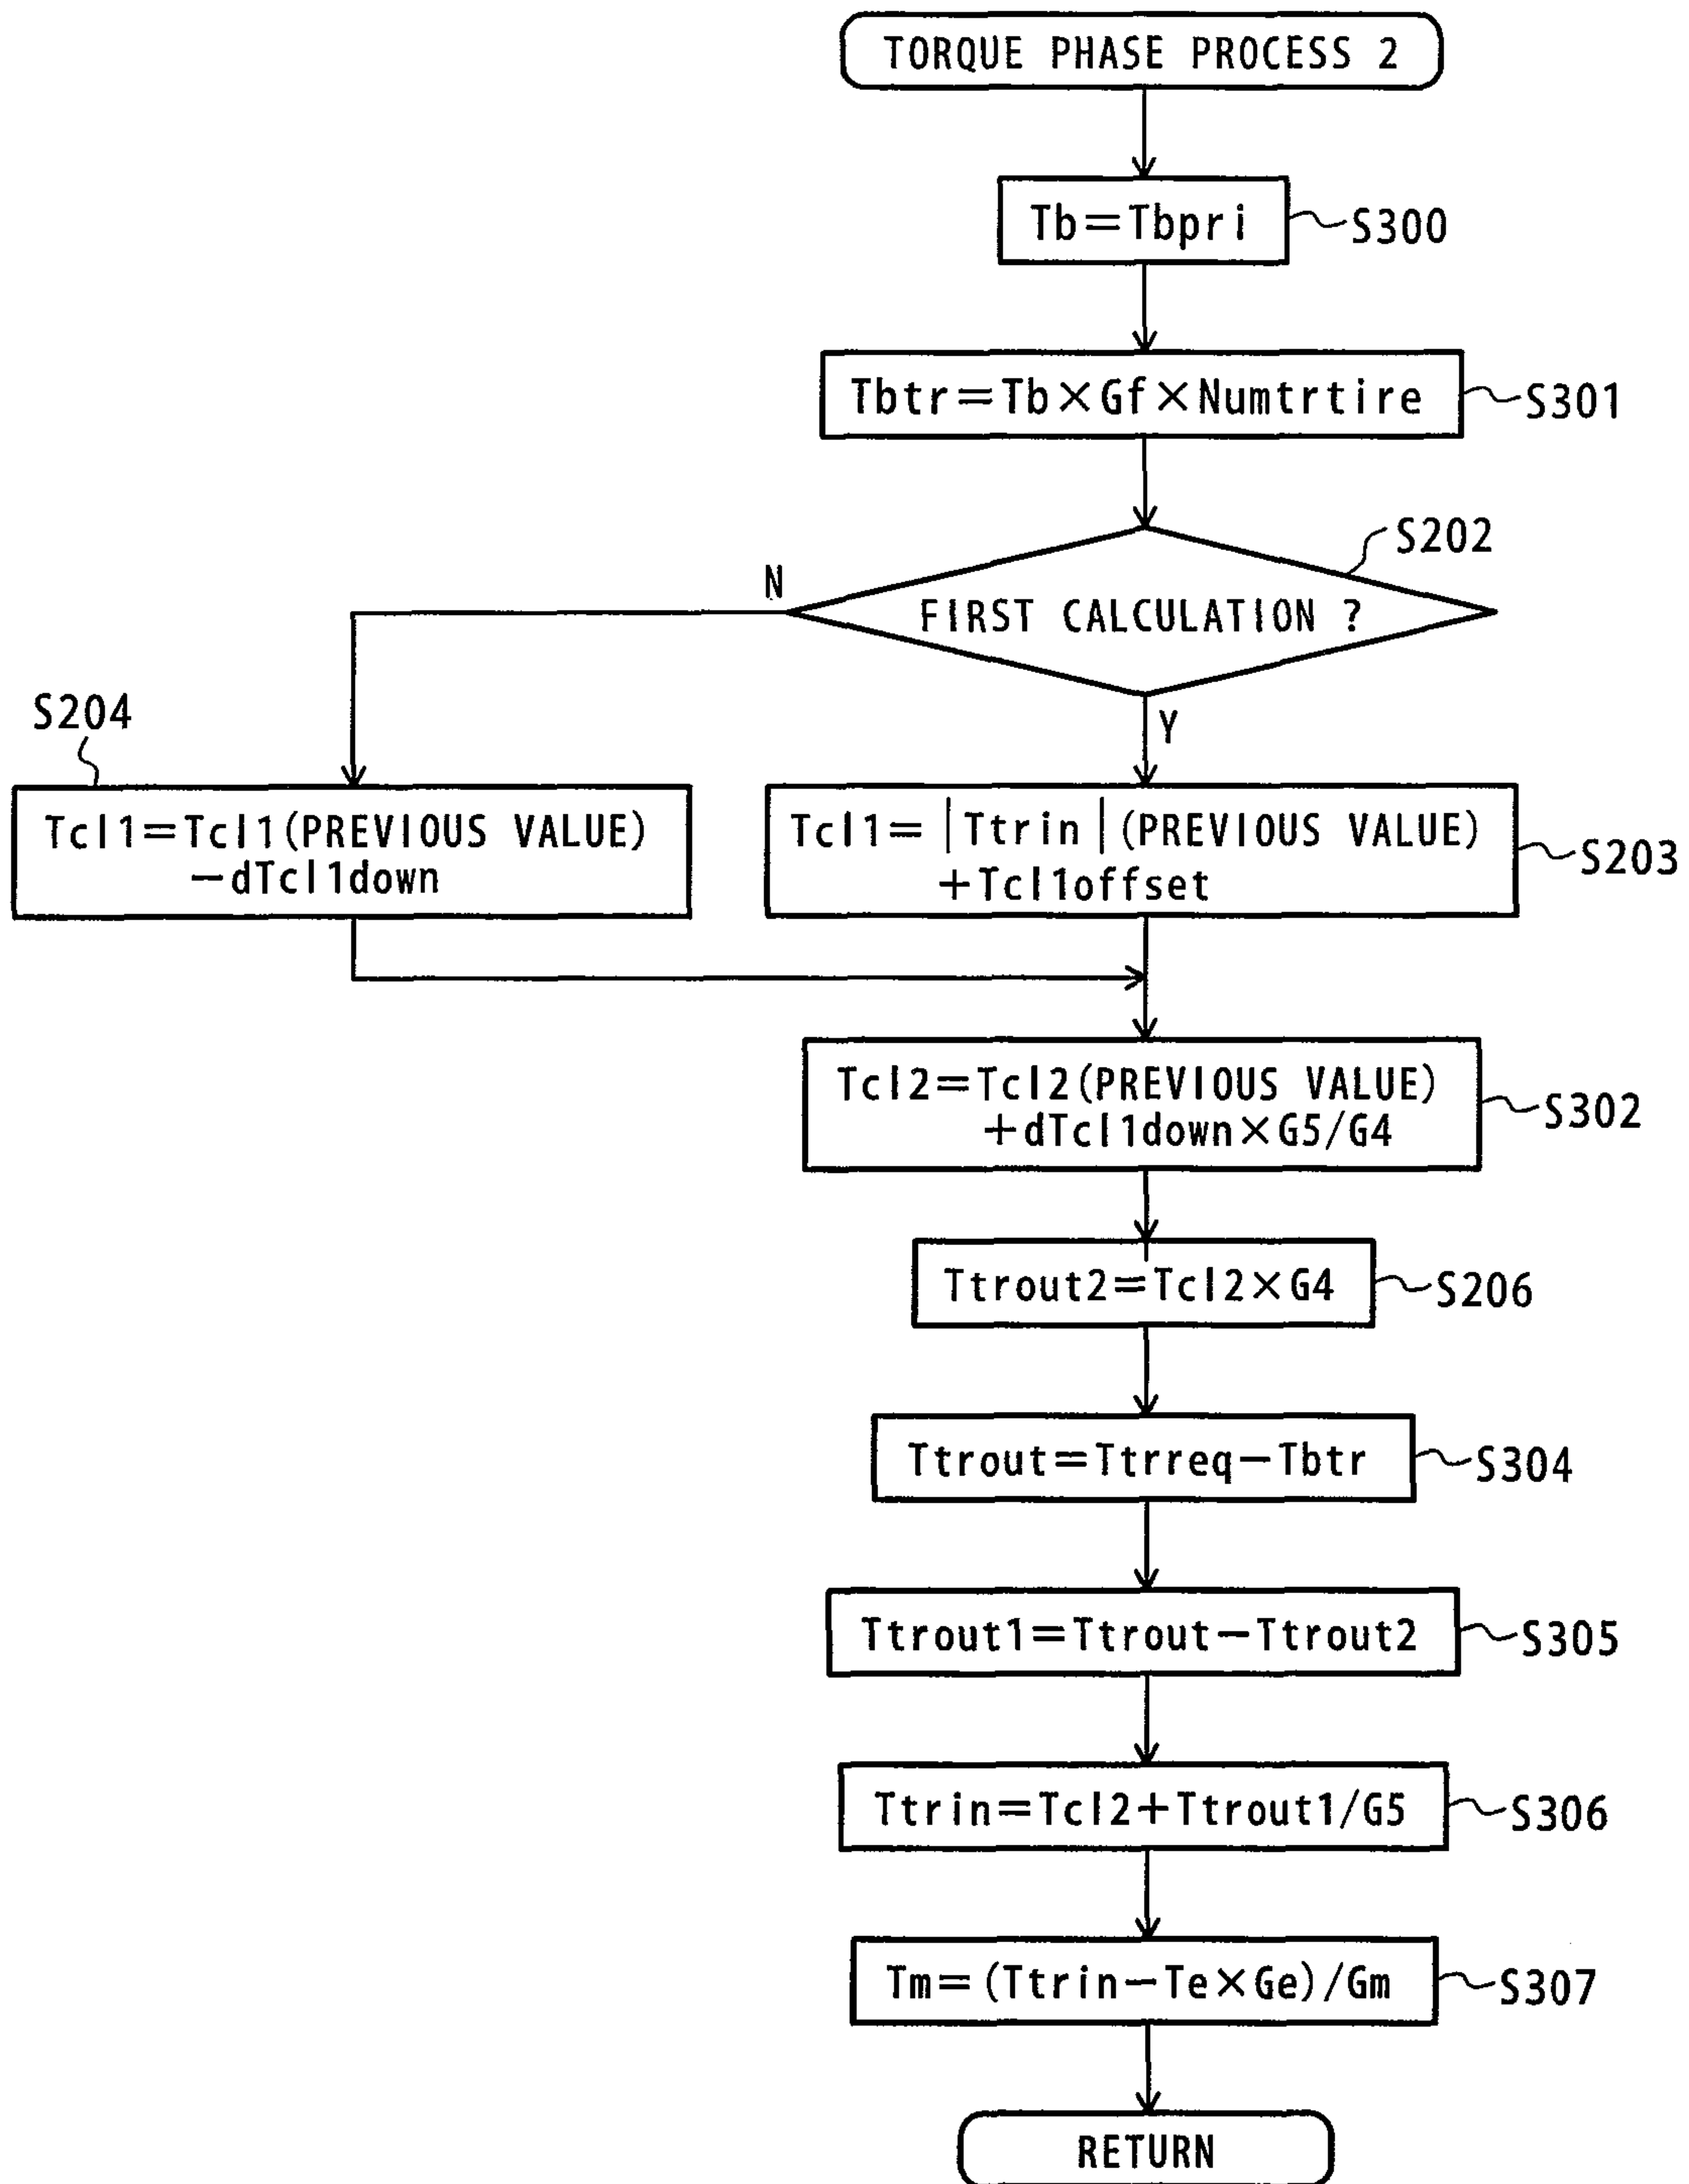 TORQUE PHASE PROCESS 2
Tb=Tbpri
S300
Tbtr=Tb×Gf×Numtrtire
S301
S202
N
FIRST CALCULATION ?
Y
S204
Tcl1=Tcl1(PREVIOUS VALUE)
−dTcl1down
Tcl1=|Ttrin|(PREVIOUS VALUE)
+Tcl1offset
S203
Tcl2=Tcl2(PREVIOUS VALUE)
+dTcl1down×G5/G4
S302
Ttrout2=Tcl2×G4
S206
Ttrout=Ttrreq−Tbtr
S304
Ttrout1=Ttrout−Ttrout2
S305
Ttrin=Tcl2+Ttrout1/G5
S306
Tm=(Ttrin−Te×Ge)/Gm
S307
RETURN